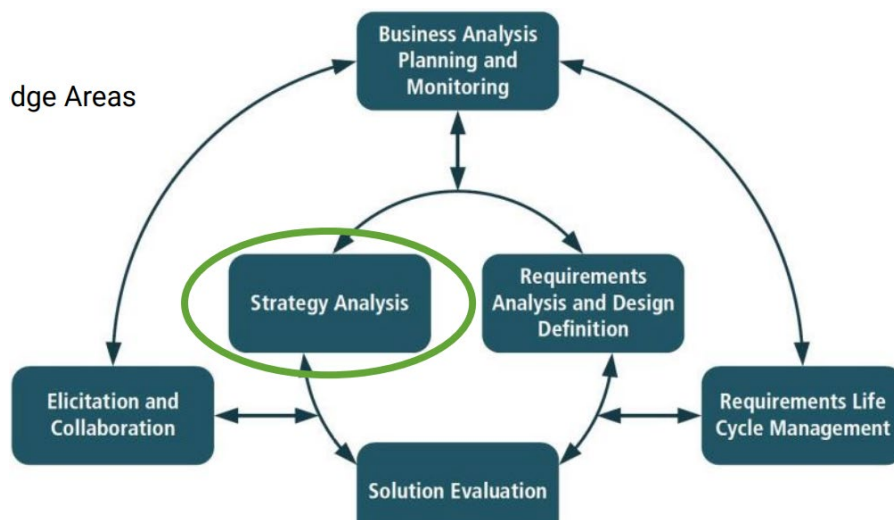 Business Analysis
Planning and
Monitoring
dge Areas
Strategy Analysis
Requirements
Analysis and Design
Definition
Elicitation and
Collaboration
Requirements Life
Cycle Management
Solution Evaluation